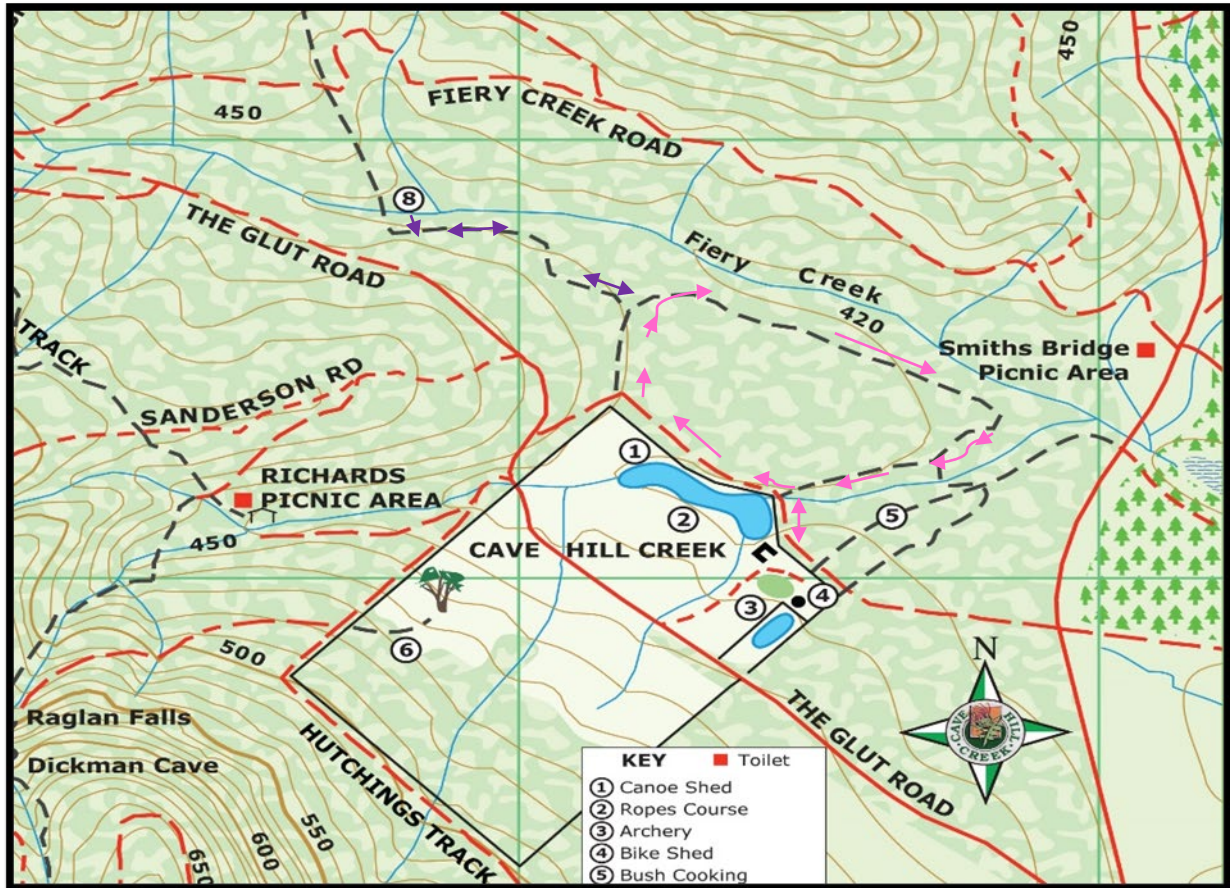 450
450
FIERY CREEK ROAD
8
THE GLUT ROAD
Fiery Creek
420
TRACK
Smiths Bridge
Picnic Area
SANDERSON RD
1
RICHARDS
PICNIC AREA
2
5
450
CAVE HILL CREEK
E
3
4
6
500
N
CAVE HILL
CREEK
Raglan Falls
Dickman Cave
HUTCHINGS TRACK
THE GLUT ROAD
550
600
650
KEY
Toilet
1 Canoe Shed
2 Ropes Course
3 Archery
4 Bike Shed
5 Bush Cooking